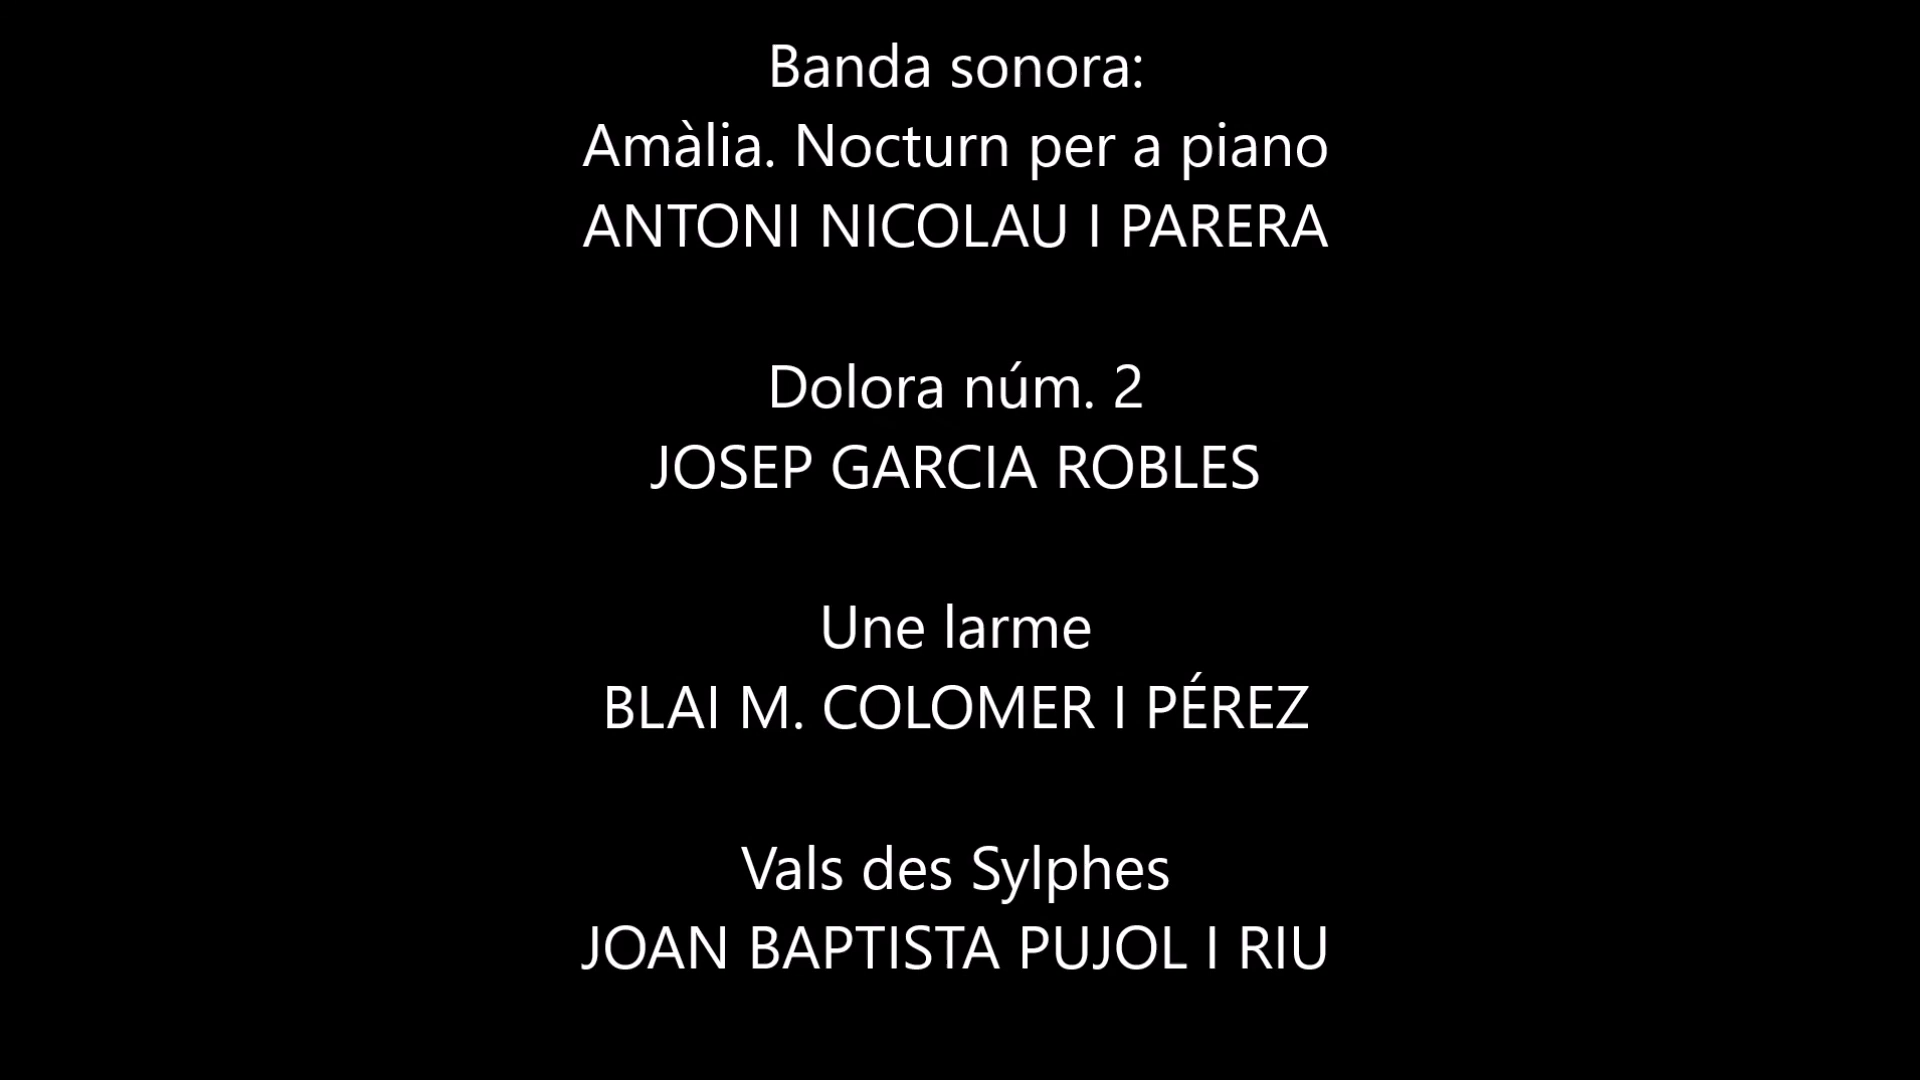 Banda sonora:
Amàlia. Nocturn per a piano
ANTONI NICOLAU I PARERA
Dolora núm. 2
JOSEP GARCIA ROBLES
Une larme
BLAI M. COLOMER I PÉREZ
Vals des Sylphes
JOAN BAPTISTA PUJOL I RIU